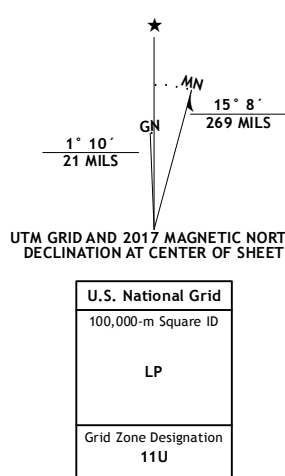 ★
MN
15° 8´
269 MILS
GN
1° 10´
21 MILS
UTM GRID AND 2017 MAGNETIC NORT
DECLINATION AT CENTER OF SHEET
U.S. National Grid
100,000-m Square ID
LP
Grid Zone Designation
11U